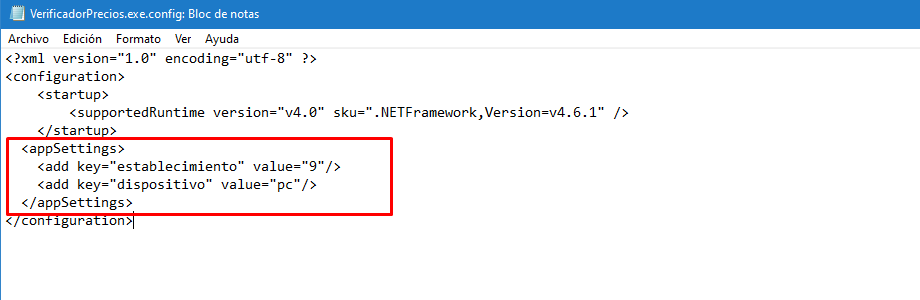 VerificadorPrecios.exe.config: Bloc de notas
Archivo Edición Formato Ver Ayuda
<?xml version="1.0" encoding="utf-8" ?>
<configuration>
    <startup>
        <supportedRuntime version="v4.0" sku=".NETFramework,Version=v4.6.1" />
    </startup>
  <appSettings>
    <add key="establecimiento" value="9"/>
    <add key="dispositivo" value="pc"/>
  </appSettings>
</configuration>